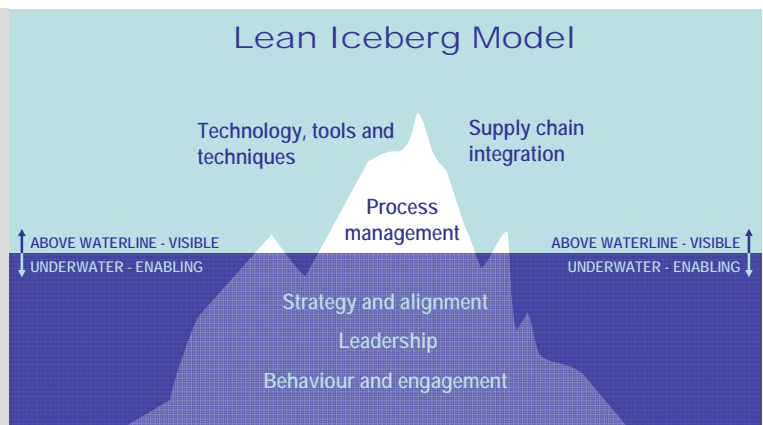 Lean Iceberg Model
Technology, tools and
techniques
Supply chain
integration
Process
management
ABOVE WATERLINE - VISIBLE
UNDERWATER - ENABLING
ABOVE WATERLINE - VISIBLE
UNDERWATER - ENABLING
Strategy and alignment
Leadership
Behaviour and engagement